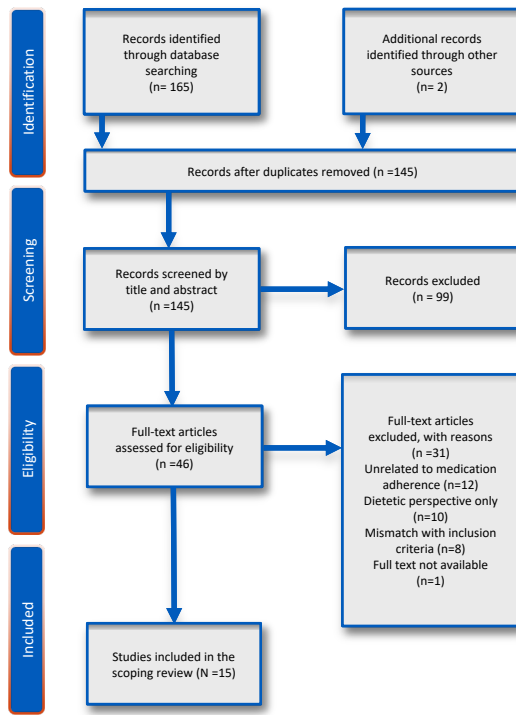 Identification
Records identified
through database
searching
(n= 165)
Additional records
identified through other
sources
(n= 2)
Records after duplicates removed (n =145)
Screening
Records screened by
title and abstract
(n =145)
Records excluded
(n = 99)
Eligibility
Full-text articles
assessed for eligibility
(n =46)
Full-text articles
excluded, with reasons
(n =31)
Unrelated to medication
adherence(n=12)
Dietetic perspective only
(n=10)
Mismatch with inclusion
criteria (n=8)
Full text not available
(n=1)
Included
Studies included in the
scoping review (N =15)